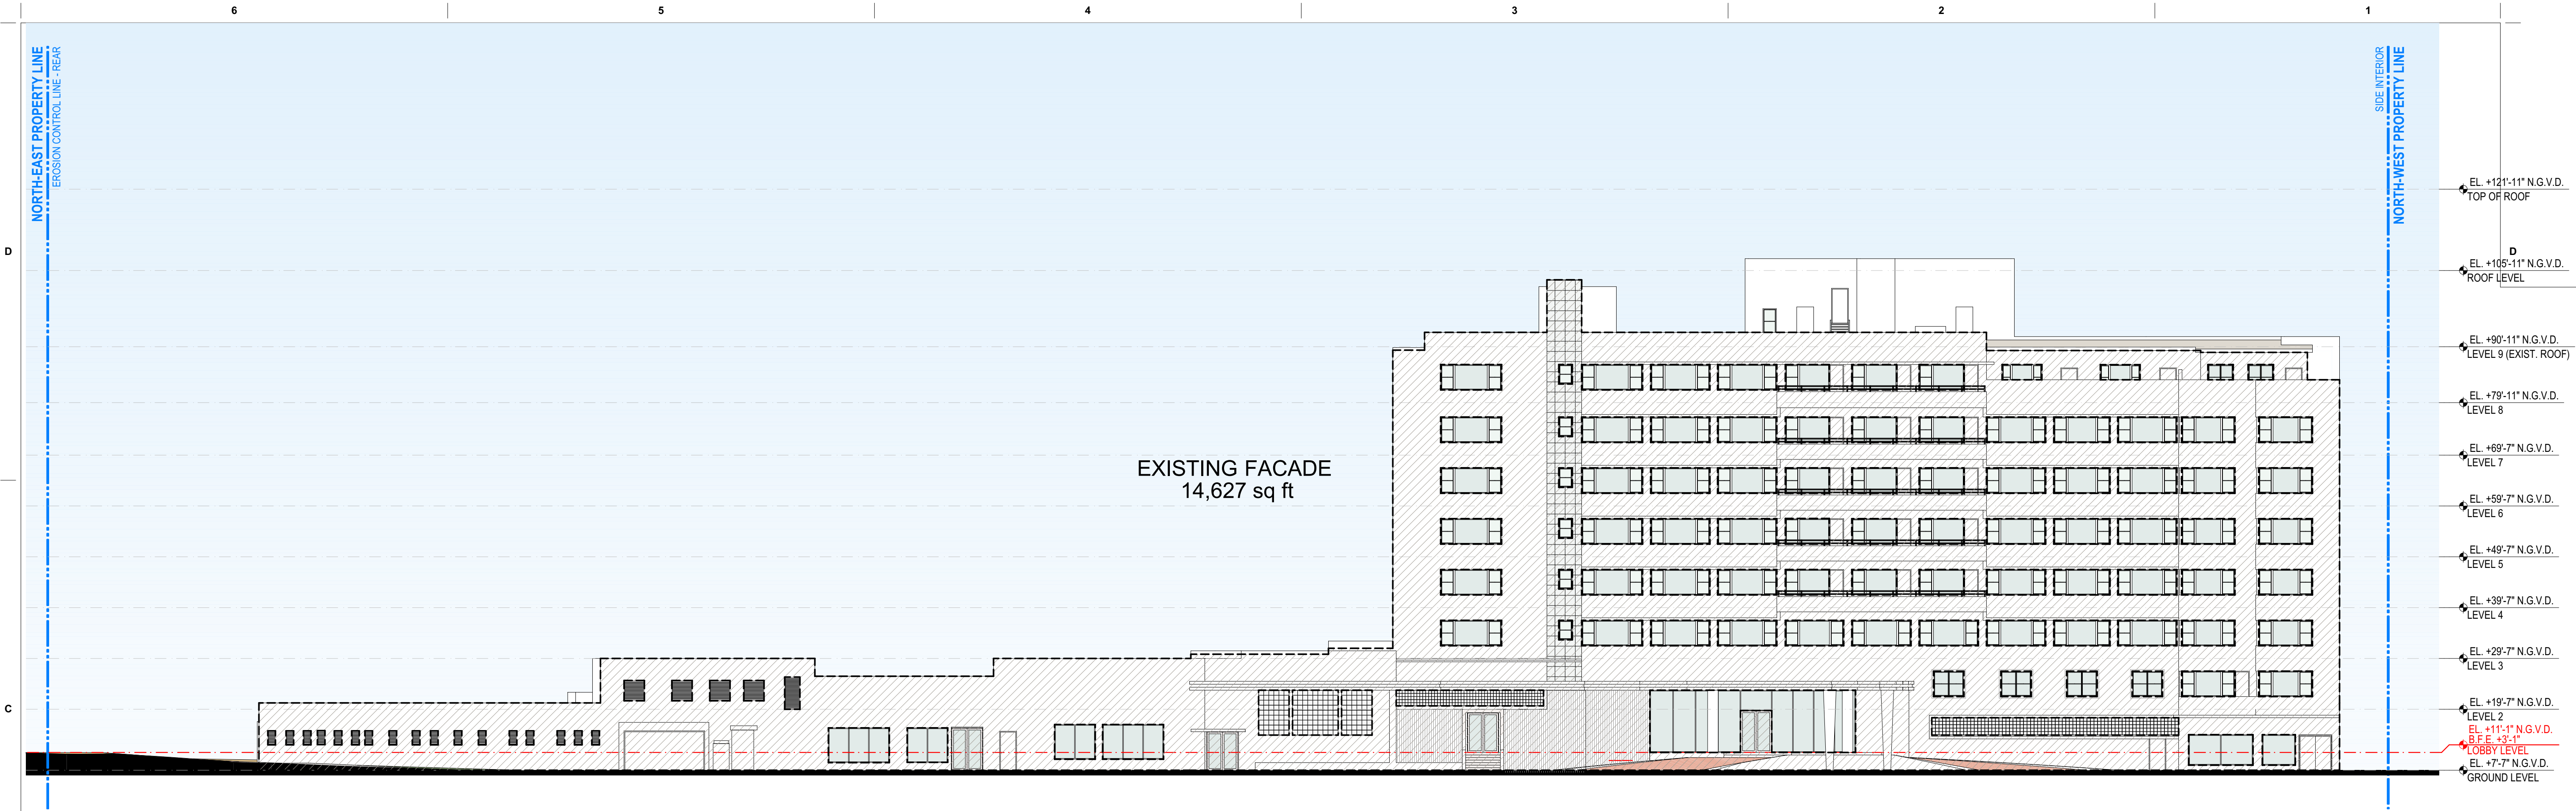 6
5
4
3
2
1
NORTH-EAST PROPERTY LINE
EROSION CONTROL LINE - REAR
SIDE INTERIOR
NORTH-WEST PROPERTY LINE
EL. +121'-11" N.G.V.D.
TOP OF ROOF
D
D
EL. +105'-11" N.G.V.D.
ROOF LEVEL
EL. +90'-11" N.G.V.D.
LEVEL 9 (EXIST. ROOF)
EL. +79'-11" N.G.V.D.
LEVEL 8
EXISTING FACADE
14,627 sq ft
EL. +69'-7" N.G.V.D.
LEVEL 7
EL. +59'-7" N.G.V.D.
LEVEL 6
EL. +49'-7" N.G.V.D.
LEVEL 5
EL. +39'-7" N.G.V.D.
LEVEL 4
EL. +29'-7" N.G.V.D.
LEVEL 3
C
EL. +19'-7" N.G.V.D.
LEVEL 2
EL. +11'-1" N.G.V.D.
B.F.E. +3'-1"
LOBBY LEVEL
EL. +7'-7" N.G.V.D.
GROUND LEVEL